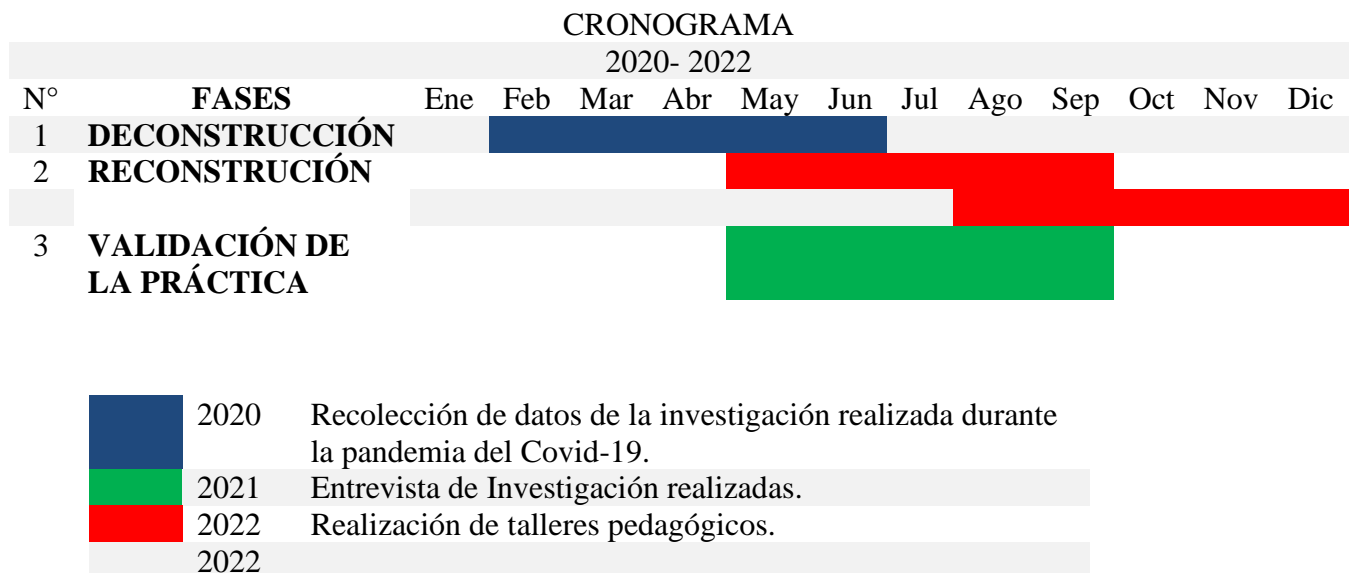 CRONOGRAMA
2020- 2022
N° FASES Ene Feb Mar Abr May Jun Jul Ago Sep Oct Nov Dic
1 DECONSTRUCCIÓN
2 RECONSTRUCIÓN
3 VALIDACIÓN DE
LA PRÁCTICA
2020 Recolección de datos de la investigación realizada durante
la pandemia del Covid-19.
2021 Entrevista de Investigación realizadas.
2022 Realización de talleres pedagógicos.
2022